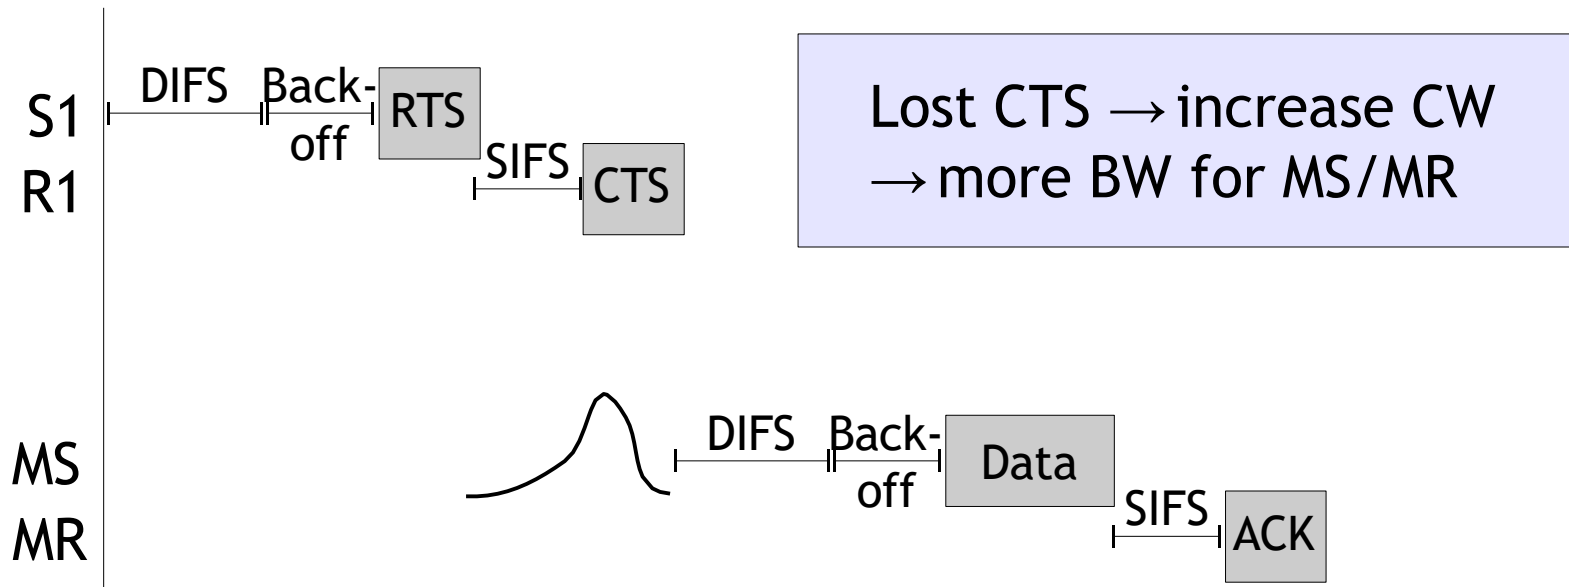 DIFS
Back-
off
S1
RTS
R1
SIFS
CTS
Lost CTS → increase CW
→ more BW for MS/MR
DIFS
Back-
off
MS
Data
MR
SIFS
ACK